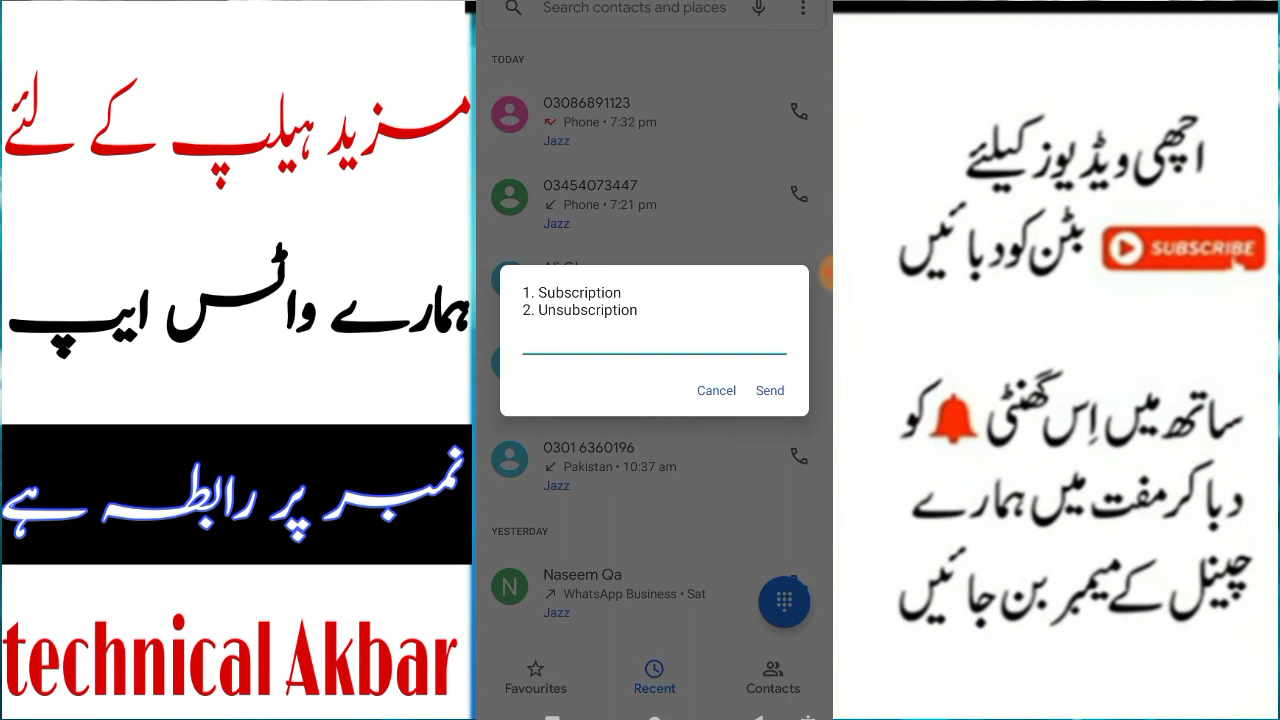 مزید ہیلپ کے لئے
ہمارے واٹس ایپ
نمبر پر رابطہ ہے
technical Akbar
Search contacts and places
TODAY
03086891123
Phone • 7:32 pm
Jazz
03454073447
Phone • 7:21 pm
Jazz
1. Subscription
2. Unsubscription
Cancel Send
0301 6360196
Pakistan • 10:37 am
Jazz
YESTERDAY
N
Naseem Qa
WhatsApp Business • Sat
Jazz
Favourites Recent Contacts
اچھی ویڈیوز کیلئے
SUBSCRIBE بٹن کو دبائیں
ساتھ میں اِس گھنٹی کو
دبا کر مفت میں ہمارے
چینل کے میمبر بن جائیں